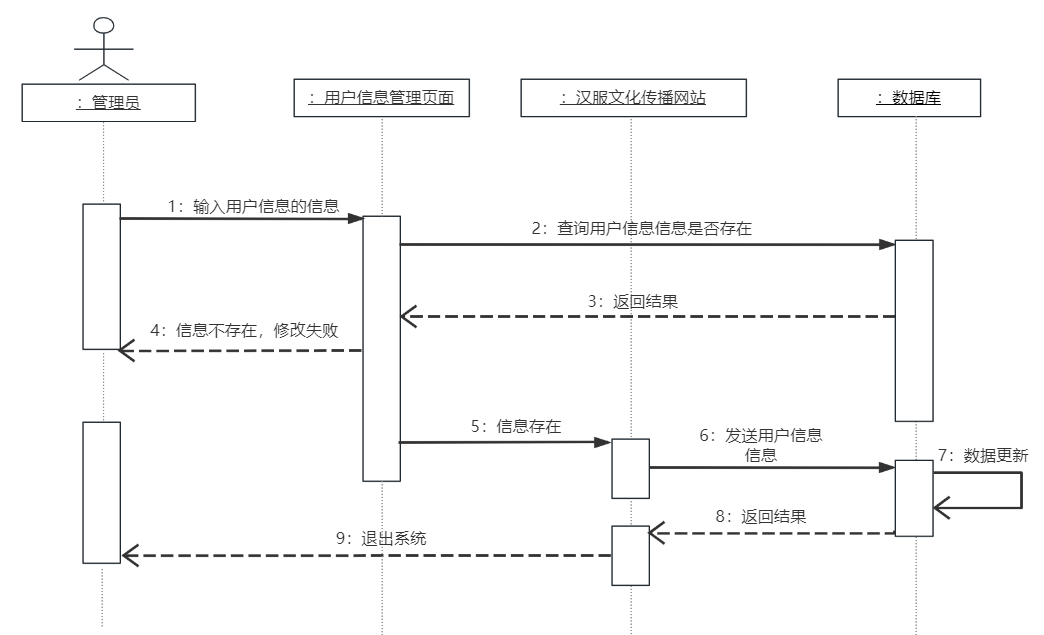 ：管理员
：用户信息管理页面
：汉服文化传播网站
：数据库
1：输入用户信息的信息
2：查询用户信息信息是否存在
3：返回结果
4：信息不存在，修改失败
5：信息存在
6：发送用户信息
信息
7：数据更新
8：返回结果
9：退出系统